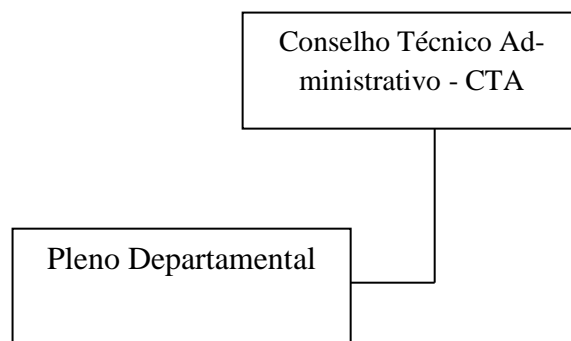 Conselho Técnico Ad-
ministrativo - CTA
Pleno Departamental